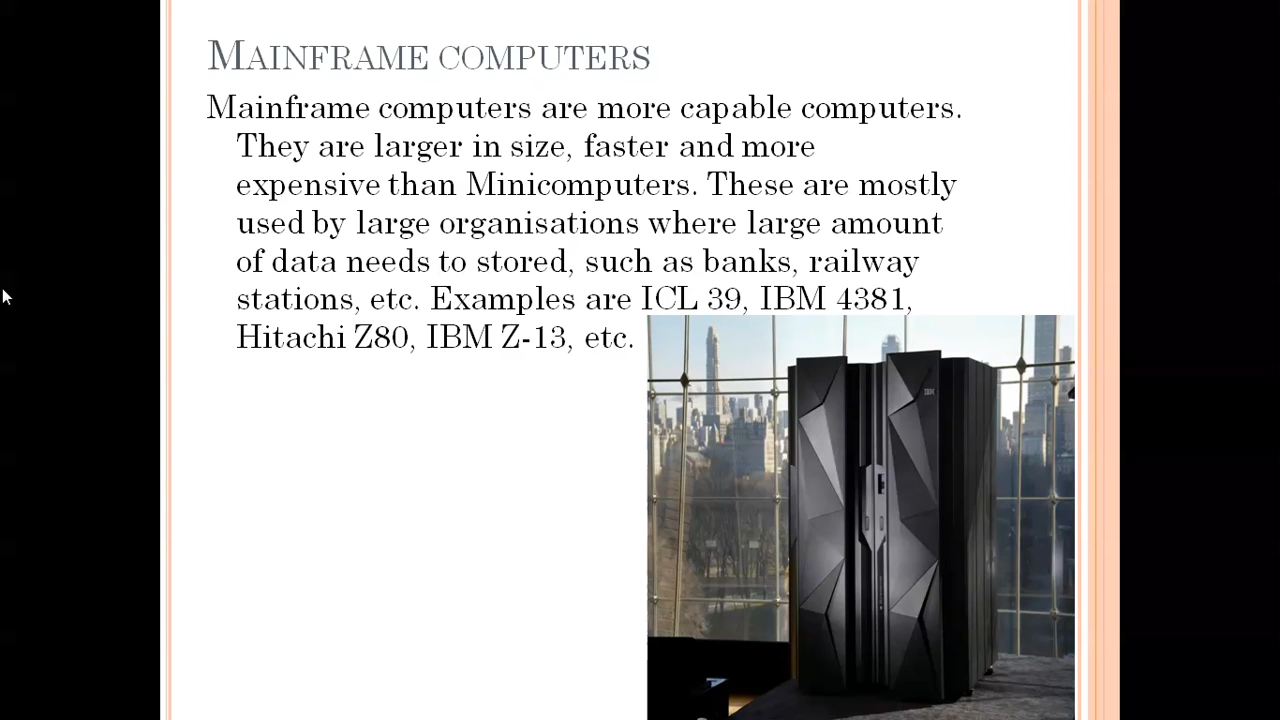 MAINFRAME COMPUTERS
Mainframe computers are more capable computers.
They are larger in size, faster and more
expensive than Minicomputers. These are mostly
used by large organisations where large amount
of data needs to stored, such as banks, railway
stations, etc. Examples are ICL 39, IBM 4381,
Hitachi Z80, IBM Z-13, etc.
IBM